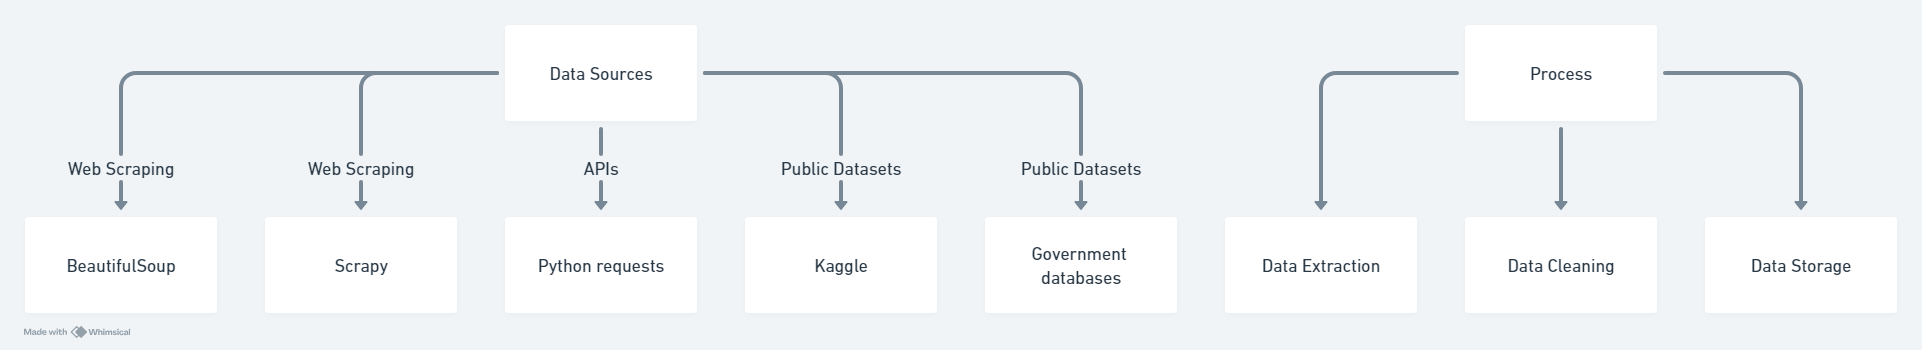 Data Sources
Process
Web Scraping
Web Scraping
APIs
Public Datasets
Public Datasets
BeautifulSoup
Scrapy
Python requests
Kaggle
Government
databases
Data Extraction
Data Cleaning
Data Storage
Made with Whimsical